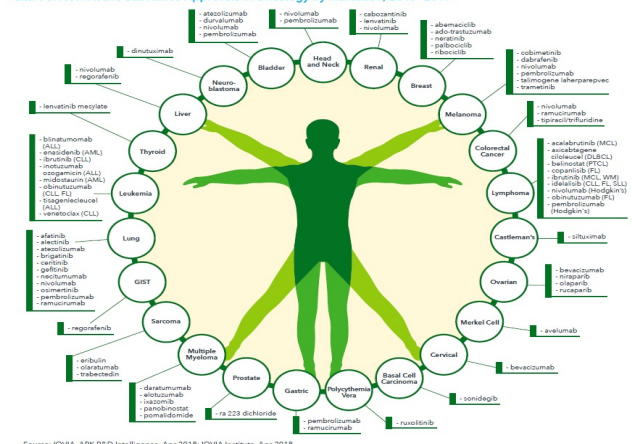 - atezolizumab
- durvalumab
- nivolumab
- pembrolizumab
- nivolumab
- pembrolizumab
- cabozantinib
- lenvatinib
- nivolumab
- abemaciclib
- ado-trastuzumab
- neratinib
- palbociclib
- ribociclib
- dinutuximab
- cobimetinib
- dabrafenib
- nivolumab
- pembrolizumab
- talimogene laherparepvec
- trametinib
- nivolumab
- regorafenib
- nivolumab
- ramucirumab
- tipiracil/trifluridine
- lenvatinib mesylate
- blinatumomab
(ALL)
- enasidenib (AML)
- ibrutinib (CLL)
- inotuzumab
ozogamicin (ALL)
- midostaurin (AML)
- obinutuzumab
(CLL, FL)
- tisagenlecleucel
(ALL)
- venetoclax (CLL)
- acalabrutinib (MCL)
- axicabtagene
ciloleucel (DLBCL)
- belinostat (PTCL)
- copanlisib (FL)
- ibrutinib (MCL, WM)
- idelalisib (CLL, FL, SLL)
- nivolumab (Hodgkin's)
- obinutuzumab (FL)
- pembrolizumab
(Hodgkin's)
- afatinib
- alectinib
- atezolizumab
- brigatinib
- ceritinib
- gefitinib
- necitumumab
- nivolumab
- osimertinib
- pembrolizumab
- ramucirumab
- siltuximab
- bevacizumab
- niraparib
- olaparib
- rucaparib
- regorafenib
- avelumab
- eribulin
- olaratumab
- trabectedin
- bevacizumab
- daratumumab
- elotuzumab
- ixazomib
- panobinostat
- pomalidomide
- sonidegib
- ra 223 dichloride
- pembrolizumab
- ramucirumab
- ruxolitinib
Head
and Neck
Bladder
Renal
Neuro-
blastoma
Breast
Liver
Melanoma
Thyroid
Colorectal
Cancer
Leukemia
Lymphoma
Lung
Castleman's
GIST
Ovarian
Sarcoma
Merkel Cell
Multiple
Myeloma
Cervical
Prostate
Basal Cell
Carcinoma
Gastric
Polycythemia
Vera